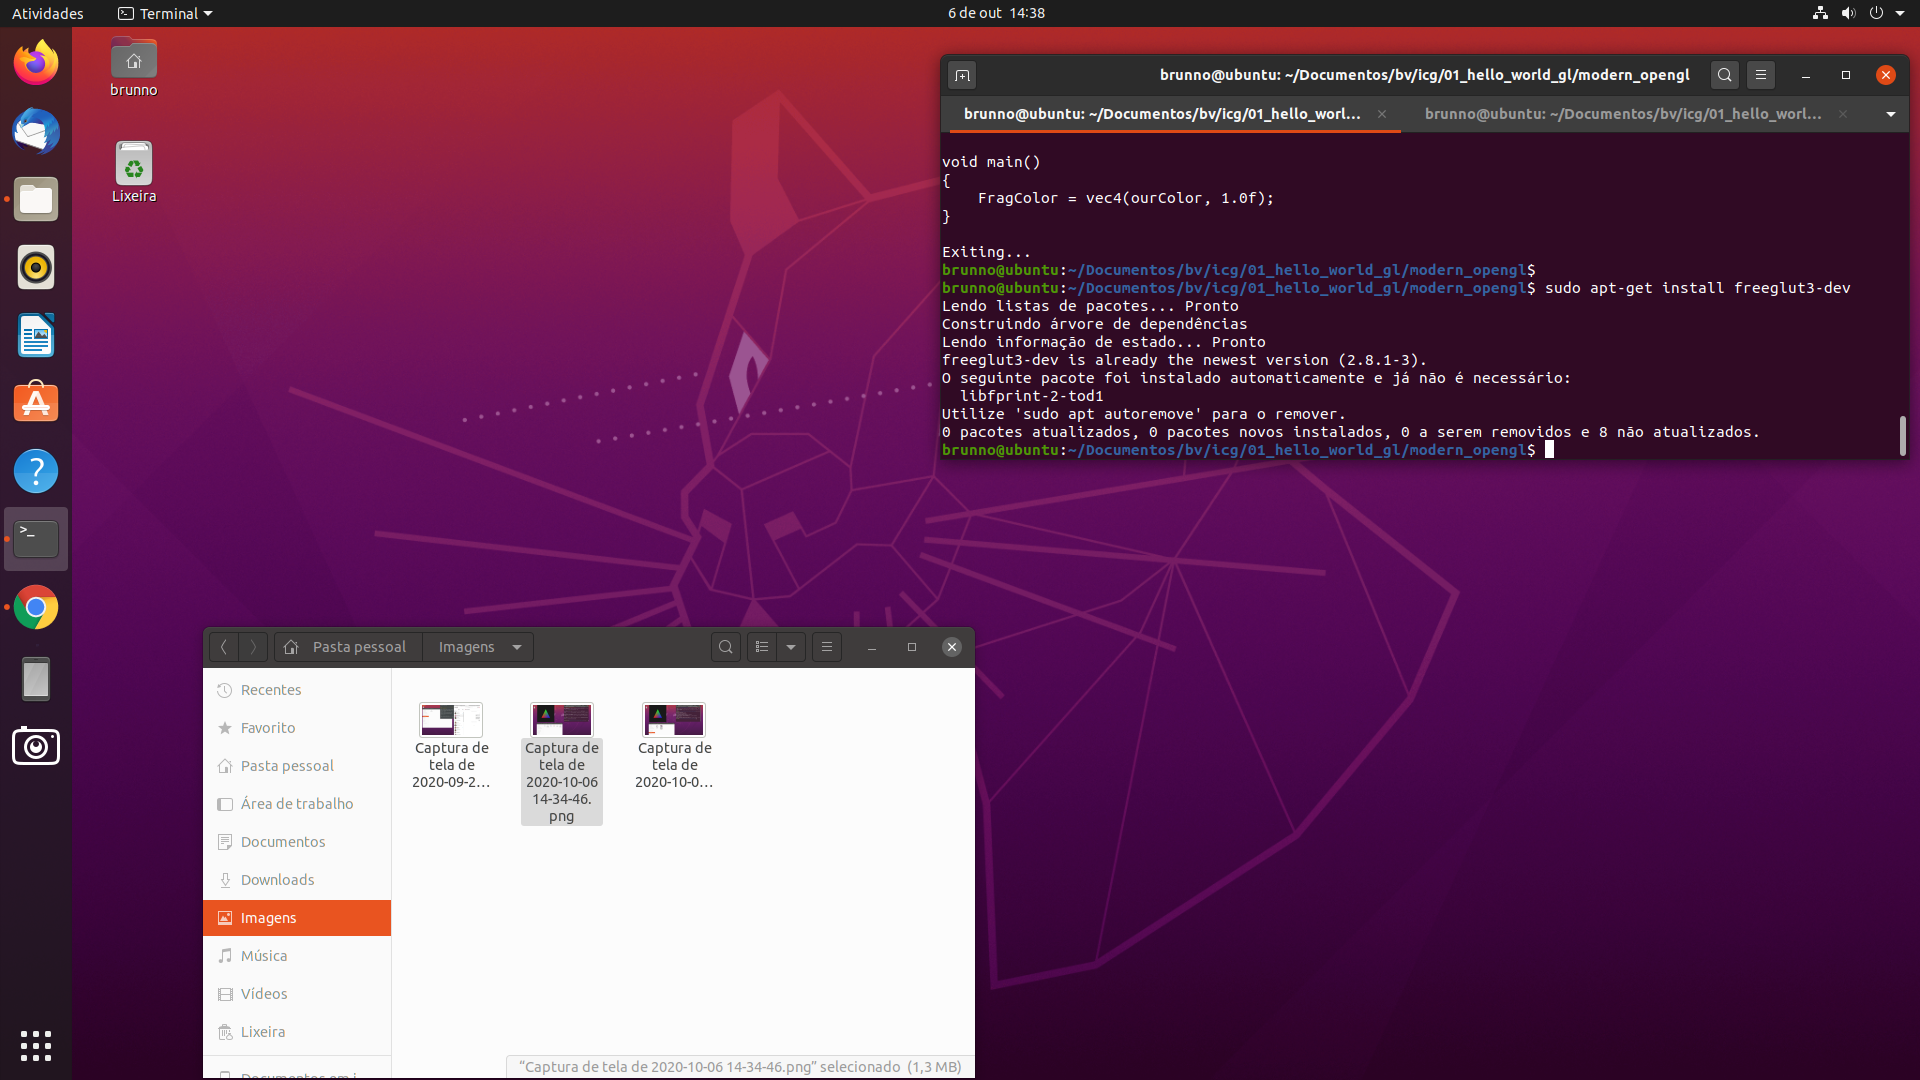 Atividades
Terminal
6 de out 14:38
brunno
Lixeira
brunno@ubuntu: ~/Documentos/bv/icg/01_hello_world_gl/modern_opengl
brunno@ubuntu: ~/Documentos/bv/icg/01_hello_worl...
brunno@ubuntu: ~/Documentos/bv/icg/01_hello_worl...
void main()
{
    FragColor = vec4(ourColor, 1.0f);
}
Exiting...
brunno@ubuntu:~/Documentos/bv/icg/01_hello_world_gl/modern_opengl$
brunno@ubuntu:~/Documentos/bv/icg/01_hello_world_gl/modern_opengl$ sudo apt-get install freeglut3-dev
Lendo listas de pacotes... Pronto
Construindo árvore de dependências
Lendo informação de estado... Pronto
freeglut3-dev is already the newest version (2.8.1-3).
O seguinte pacote foi instalado automaticamente e já não é necessário:
  libfprint-2-tod1
Utilize 'sudo apt autoremove' para o remover.
0 pacotes atualizados, 0 pacotes novos instalados, 0 a serem removidos e 8 não atualizados.
brunno@ubuntu:~/Documentos/bv/icg/01_hello_world_gl/modern_opengl$
Pasta pessoal
Imagens
Recentes
Favorito
Pasta pessoal
Área de trabalho
Documentos
Downloads
Imagens
Música
Vídeos
Lixeira
Captura de
tela de
2020-09-2...
Captura de
tela de
2020-10-06
14-34-46.
png
Captura de
tela de
2020-10-0...
"Captura de tela de 2020-10-06 14-34-46.png" selecionado (1,3 MB)